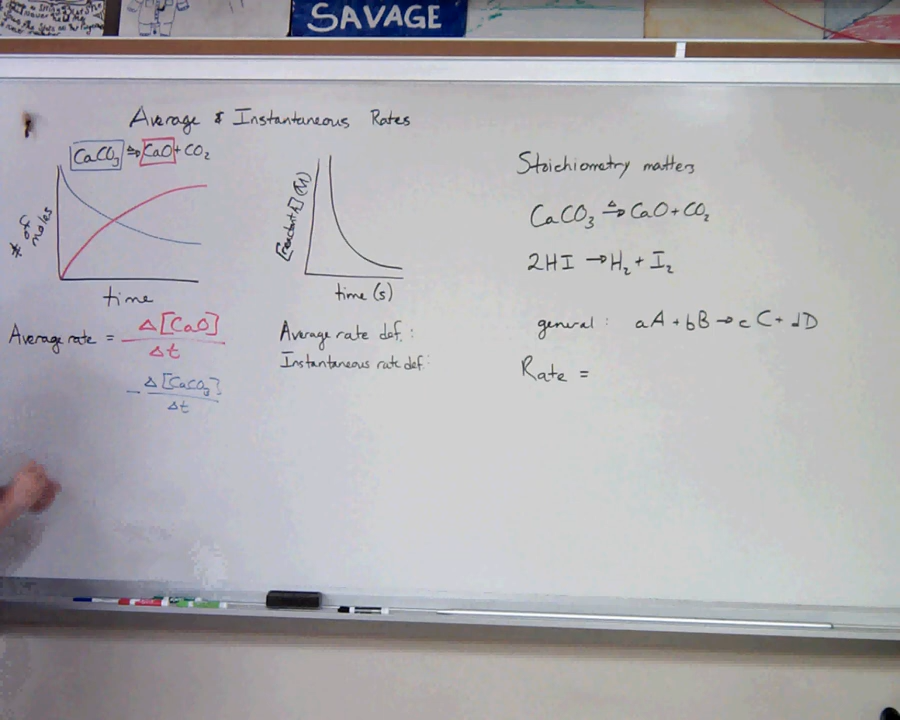 SAVAGE
Average & Instantaneous Rates
CaCO₃ →Δ CaO + CO₂
# of moles
time
Average rate = Δ[CaO] / Δt
-Δ[CaCO₃] / Δt
[reactant] (M)
time (s)
Average rate def.:
Instantaneous rate def:
Stoichiometry matters
CaCO₃ →Δ CaO + CO₂
2HI → H₂ + I₂
general: aA + bB → cC + dD
Rate =